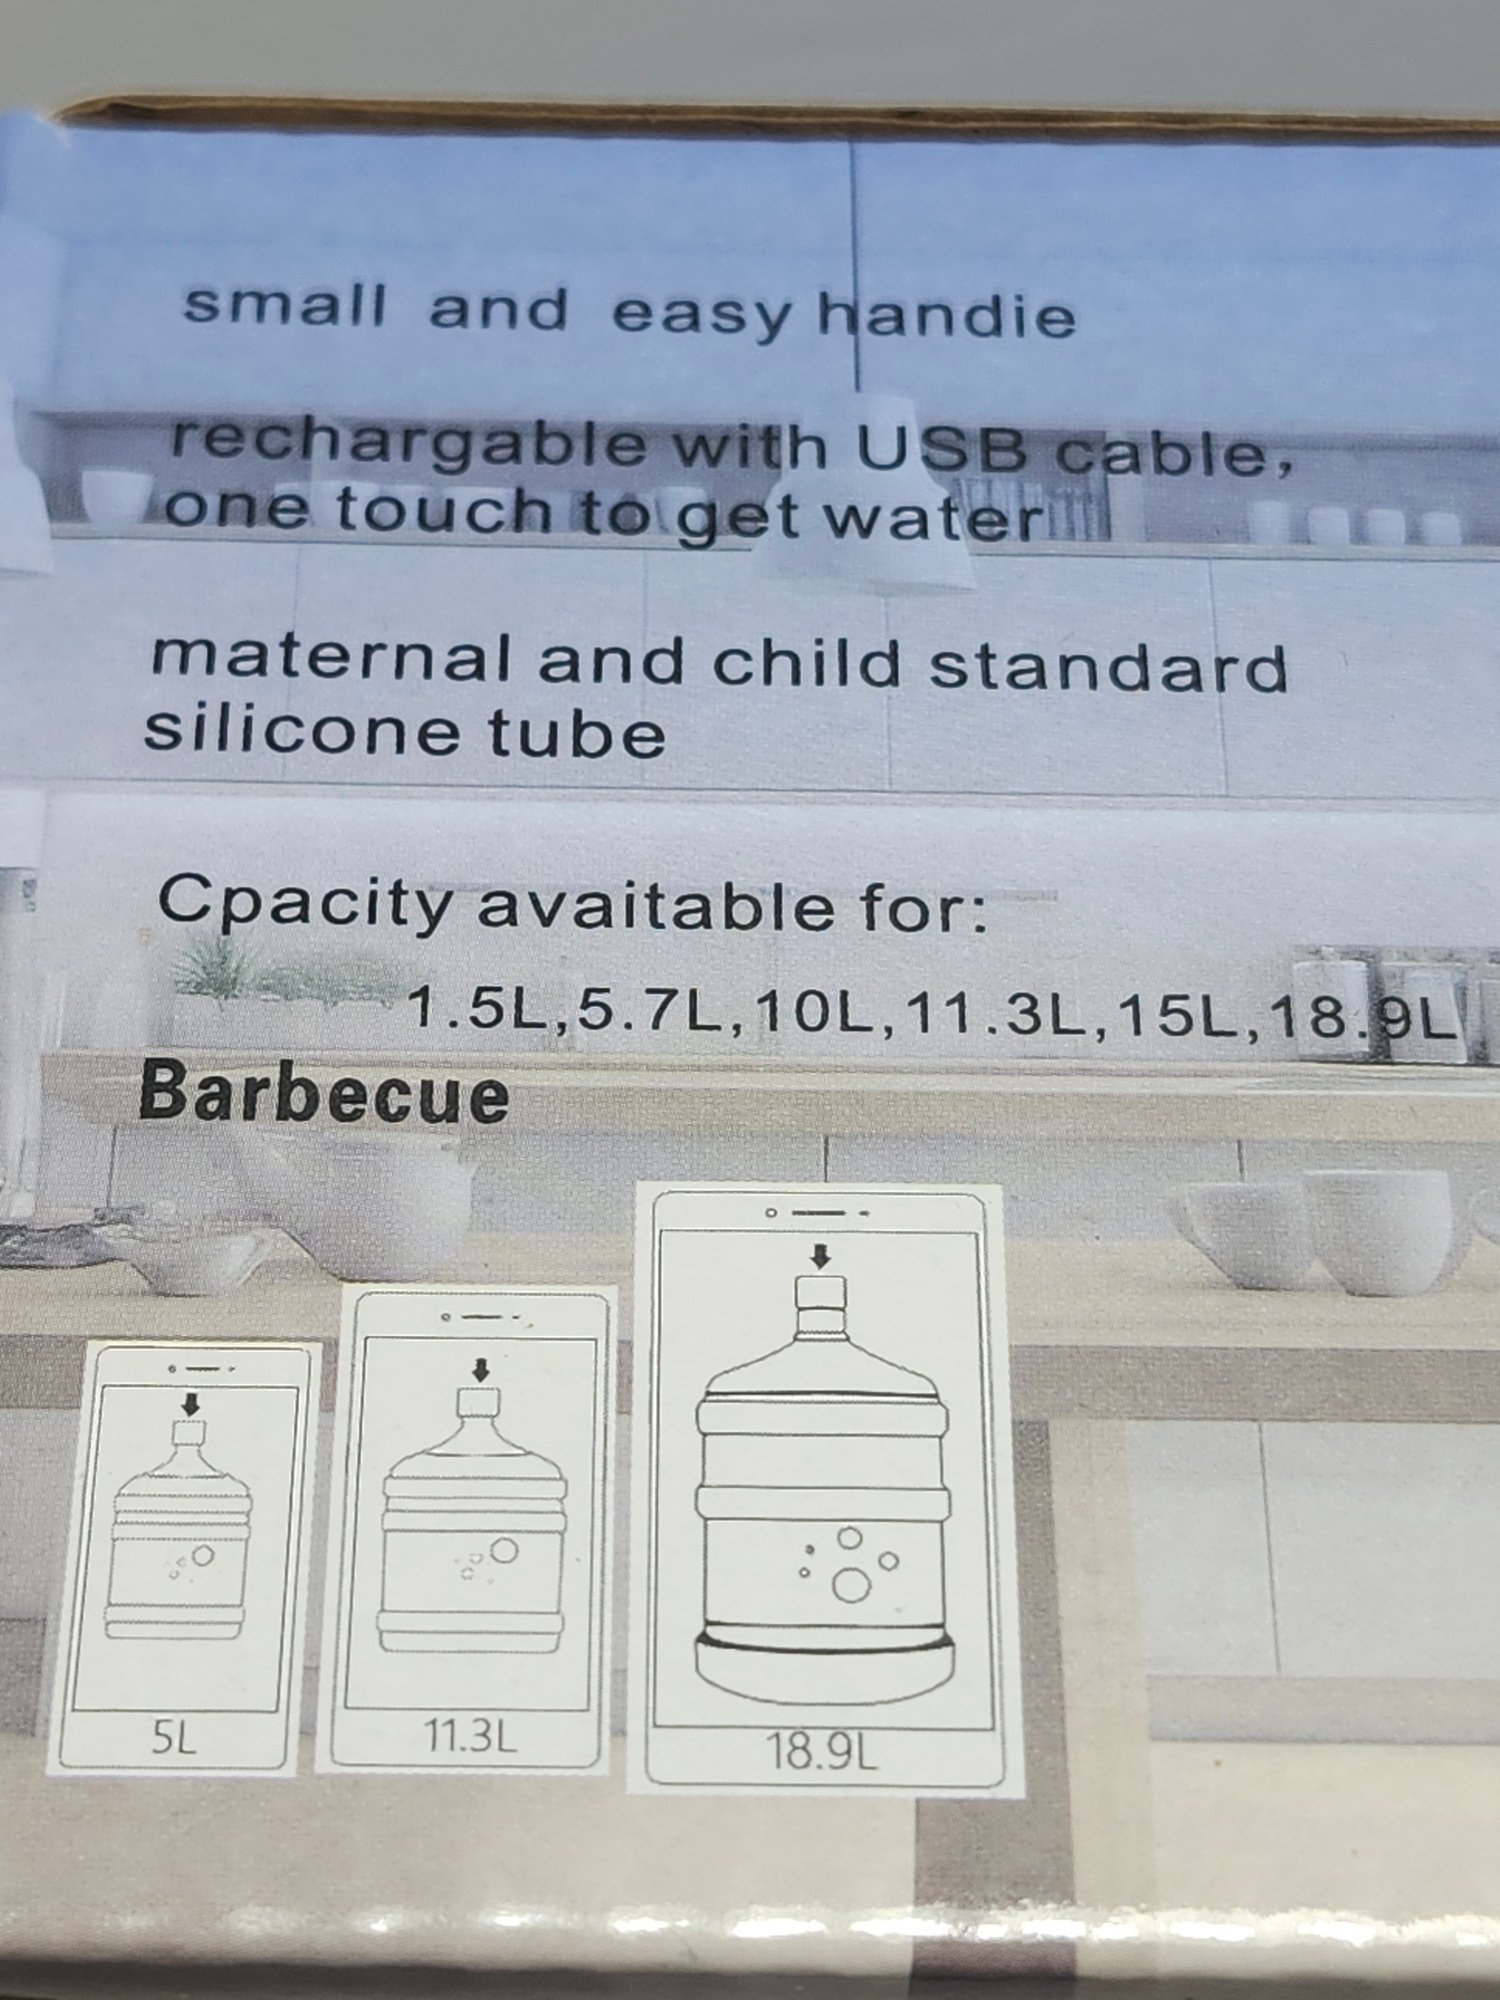 small and easy handie
rechargable with USB cable,
one touch to get water
maternal and child standard
silicone tube
Cpacity avaitable for:
1.5L,5.7L,10L,11.3L,15L,18.9L
Barbecue
5L
11.3L
18.9L